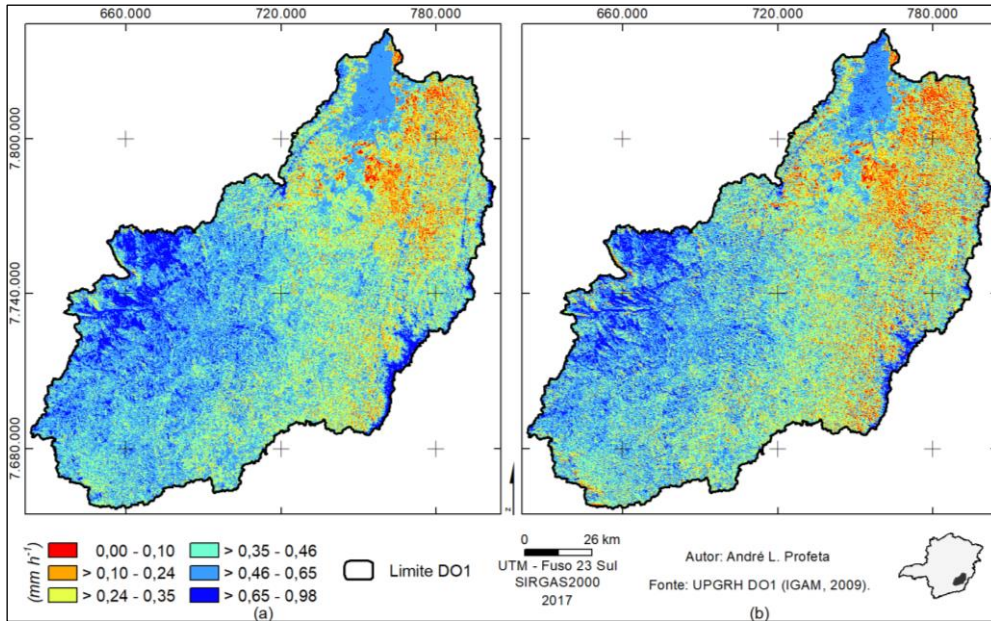 660.000 720.000 780.000 660.000 720.000 780.000
7.800.000
7.740.000
7.680.000
N
(mm h⁻¹)
0,00 - 0,10
> 0,10 - 0,24
> 0,24 - 0,35
> 0,35 - 0,46
> 0,46 - 0,65
> 0,65 - 0,98
(a)
Limite DO1
0 26 km
UTM - Fuso 23 Sul
SIRGAS2000
2017
Autor: André L. Profeta
Fonte: UPGRH DO1 (IGAM, 2009).
(b)